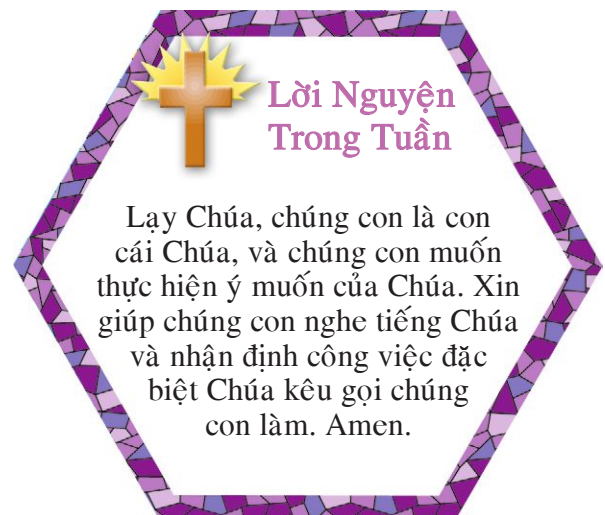 Lời Nguyện
Trong Tuần
Lạy Chúa, chúng con là con
cái Chúa, và chúng con muốn
thực hiện ý muốn của Chúa. Xin
giúp chúng con nghe tiếng Chúa
và nhận định công việc đặc
biệt Chúa kêu gọi chúng
con làm. Amen.